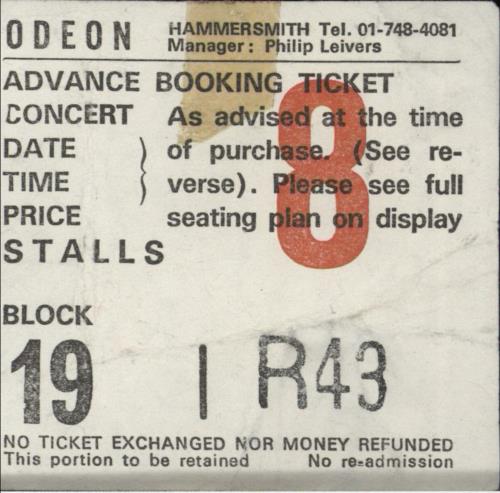 ODEON HAMMERSMITH Tel. 01-748-4081
Manager: Philip Leivers
ADVANCE BOOKING TICKET
CONCERT As advised at the time
DATE } of purchase. (See re-
TIME } verse). Please see full
PRICE seating plan on display
8
STALLS
BLOCK
19 | R43
NO TICKET EXCHANGED NOR MONEY REFUNDED
This portion to be retained No re-admission